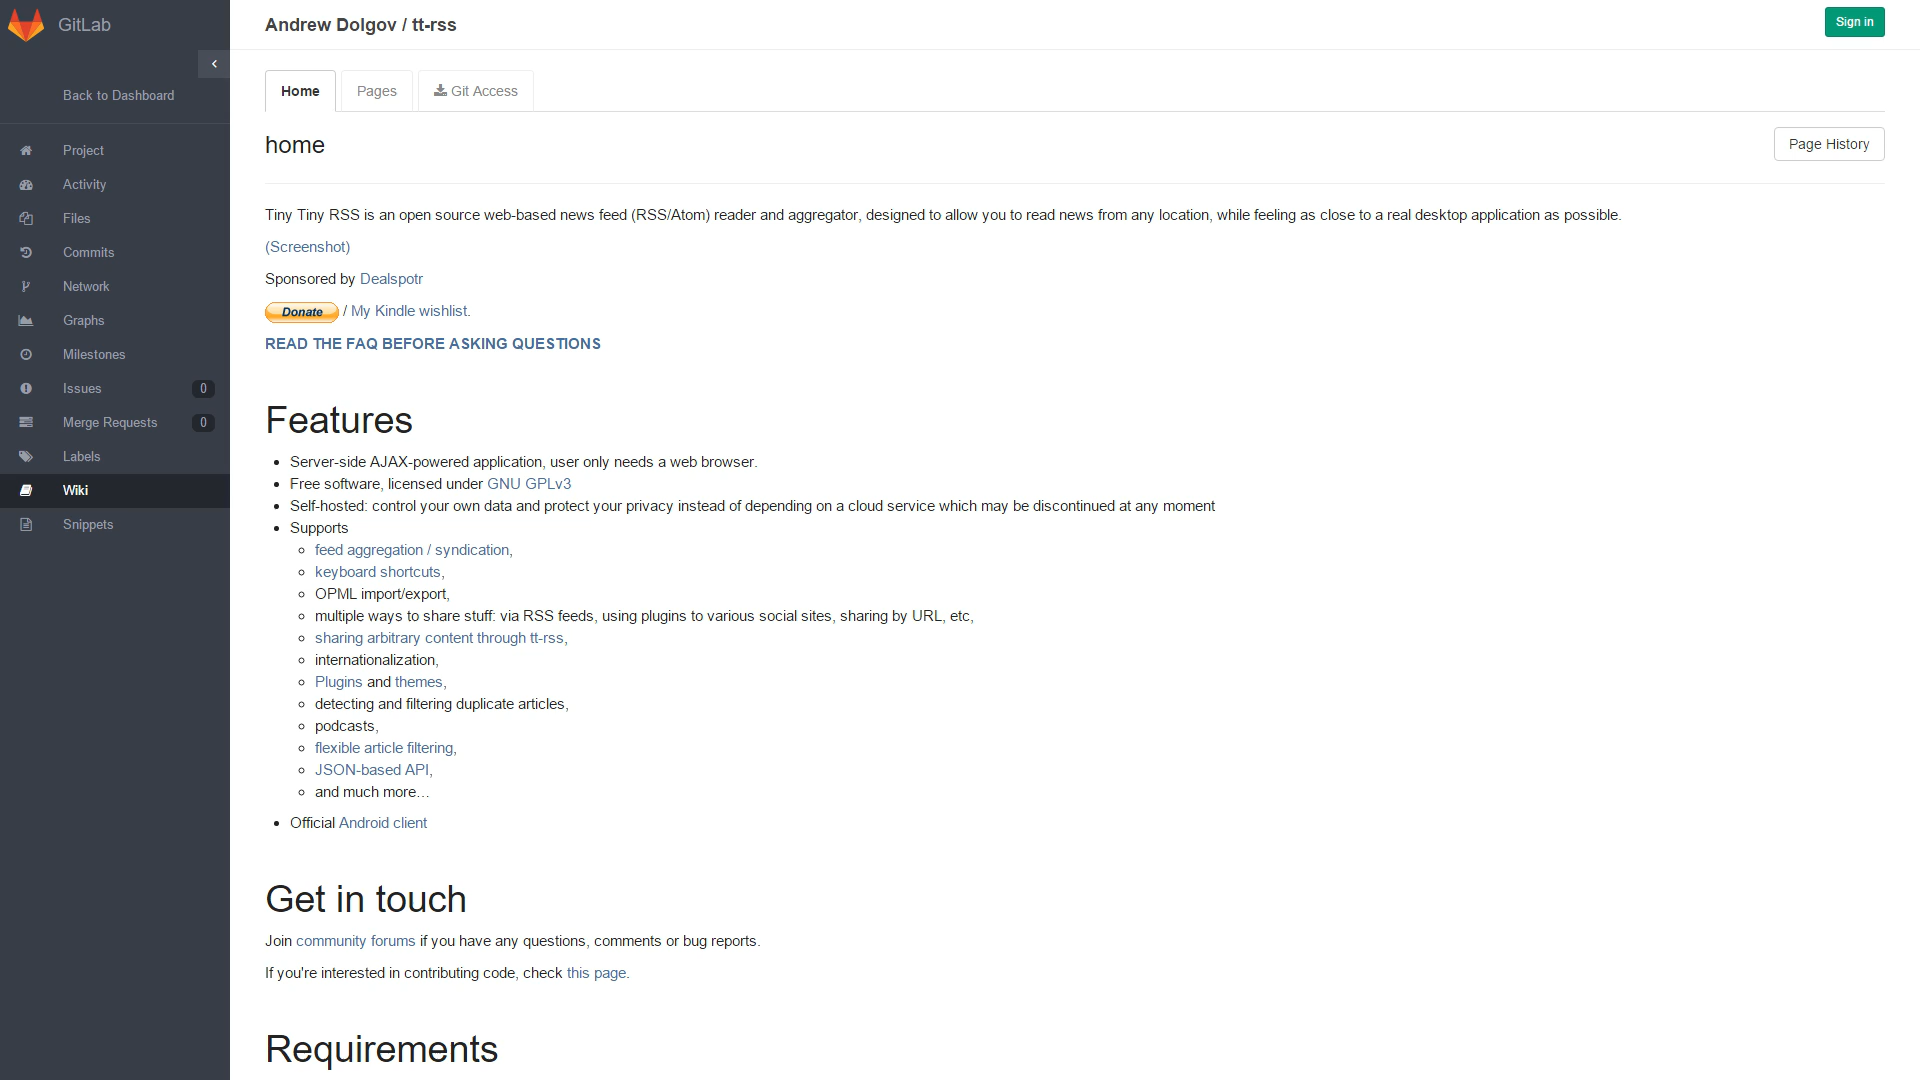 GitLab
Back to Dashboard
Project
Activity
Files
Commits
Network
Graphs
Milestones
Issues 0
Merge Requests 0
Labels
Wiki
Snippets
Andrew Dolgov / tt-rss
Sign in
Home
Pages
Git Access
home
Page History
Tiny Tiny RSS is an open source web-based news feed (RSS/Atom) reader and aggregator, designed to allow you to read news from any location, while feeling as close to a real desktop application as possible.
(Screenshot)
Sponsored by Dealspotr
Donate / My Kindle wishlist.
READ THE FAQ BEFORE ASKING QUESTIONS
Features
Server-side AJAX-powered application, user only needs a web browser.
Free software, licensed under GNU GPLv3
Self-hosted: control your own data and protect your privacy instead of depending on a cloud service which may be discontinued at any moment
Supports
feed aggregation / syndication,
keyboard shortcuts,
OPML import/export,
multiple ways to share stuff: via RSS feeds, using plugins to various social sites, sharing by URL, etc,
sharing arbitrary content through tt-rss,
internationalization,
Plugins and themes,
detecting and filtering duplicate articles,
podcasts,
flexible article filtering,
JSON-based API,
and much more…
Official Android client
Get in touch
Join community forums if you have any questions, comments or bug reports.
If you're interested in contributing code, check this page.
Requirements